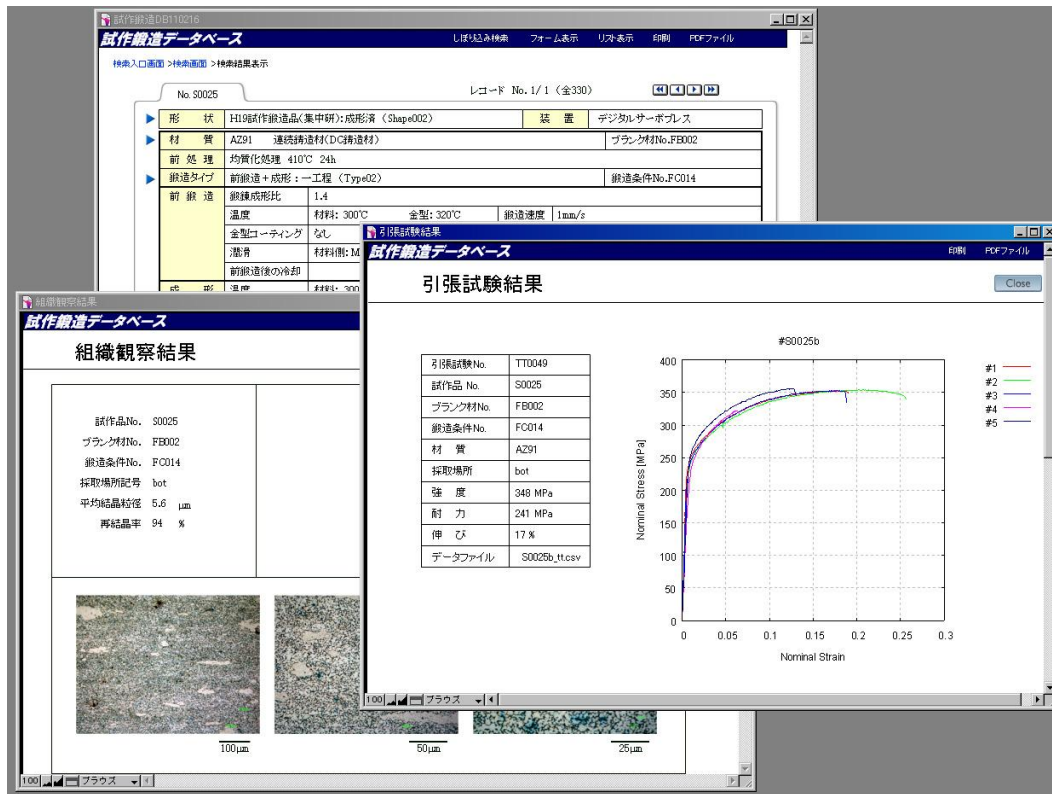 試作鍛造DB110216
試作鍛造データベース
しぼり込み検索 フォーム表示 リスト表示 印刷 PDFファイル
検索入口画面 >検索画面 >検索結果表示
No. S0025
レコード No. 1/ 1 (全330)
形 状 H19試作鍛造品(集中研):成形済 (Shape002) 装 置 デジタルサーボプレス
材 質 AZ91 連続鋳造材(DC鋳造材) ブランク材No.FB002
前 処 理 均質化処理 410℃ 24h
鍛造タイプ 前鍛造+成形:一工程 (Type02) 鍛造条件No.FC014
前 鍛 造 鍛錬成形比 1.4
温度 材料: 300℃ 金型: 320℃ 鍛造速度 1mm/s
金型コーティング なし
潤滑 材料側: M
前鍛造後の冷却
成 形 温度 材料: 300
引張試験結果
試作鍛造データベース
印刷 PDFファイル
引張試験結果
Close
引張試験No. TT0049
試作品 No. S0025
ブランク材No. FB002
鍛造条件No. FC014
材 質 AZ91
採取場所 bot
強 度 348 MPa
耐 力 241 MPa
伸 び 17 %
データファイル S0025b_tt.csv
#S0025b
400
350
300
250
200
150
100
50
0
Nominal Stress [MPa]
0 0.05 0.1 0.15 0.2 0.25 0.3
Nominal Strain
#1
#2
#3
#4
#5
100 ブラウズ
組織観察結果
試作鍛造データベース
組織観察結果
試作品No. S0025
ブランク材No. FB002
鍛造条件No. FC014
採取場所記号 bot
平均結晶粒径 5.6 μm
再結晶率 94 %
100μm 50μm 25μm
100 ブラウズ